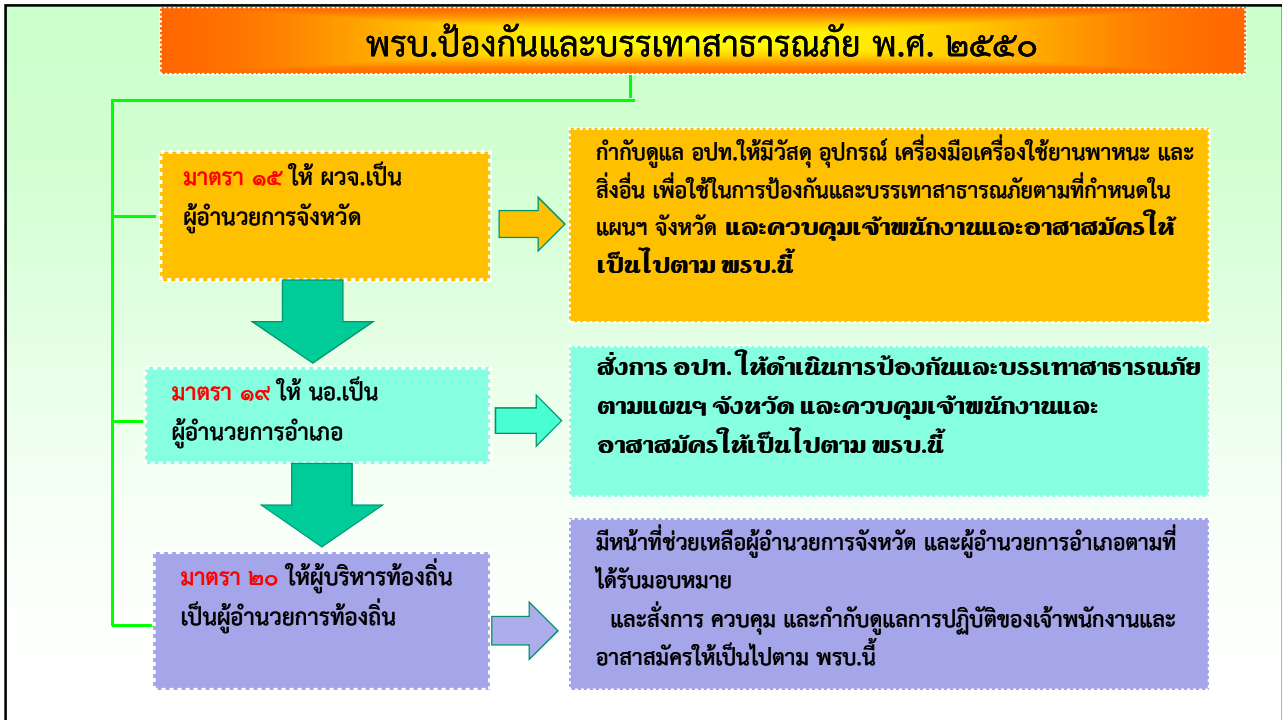 พรบ.ป้องกันและบรรเทาสาธารณภัย พ.ศ. ๒๕๕๐
มาตรา ๑๕ ให้ ผวจ.เป็น
ผู้อำนวยการจังหวัด
กำกับดูแล อปท.ให้มีวัสดุ อุปกรณ์ เครื่องมือเครื่องใช้ยานพาหนะ และ
สิ่งอื่น เพื่อใช้ในการป้องกันและบรรเทาสาธารณภัยตามที่กำหนดใน
แผนฯ จังหวัด และควบคุมเจ้าพนักงานและอาสาสมัครให้
เป็นไปตาม พรบ.นี้
มาตรา ๑๙ ให้ นอ.เป็น
ผู้อำนวยการอำเภอ
สั่งการ อปท. ให้ดำเนินการป้องกันและบรรเทาสาธารณภัย
ตามแผนฯ จังหวัด และควบคุมเจ้าพนักงานและ
อาสาสมัครให้เป็นไปตาม พรบ.นี้
มาตรา ๒๐ ให้ผู้บริหารท้องถิ่น
เป็นผู้อำนวยการท้องถิ่น
มีหน้าที่ช่วยเหลือผู้อำนวยการจังหวัด และผู้อำนวยการอำเภอตามที่
ได้รับมอบหมาย
และสั่งการ ควบคุม และกำกับดูแลการปฏิบัติของเจ้าพนักงานและ
อาสาสมัครให้เป็นไปตาม พรบ.นี้